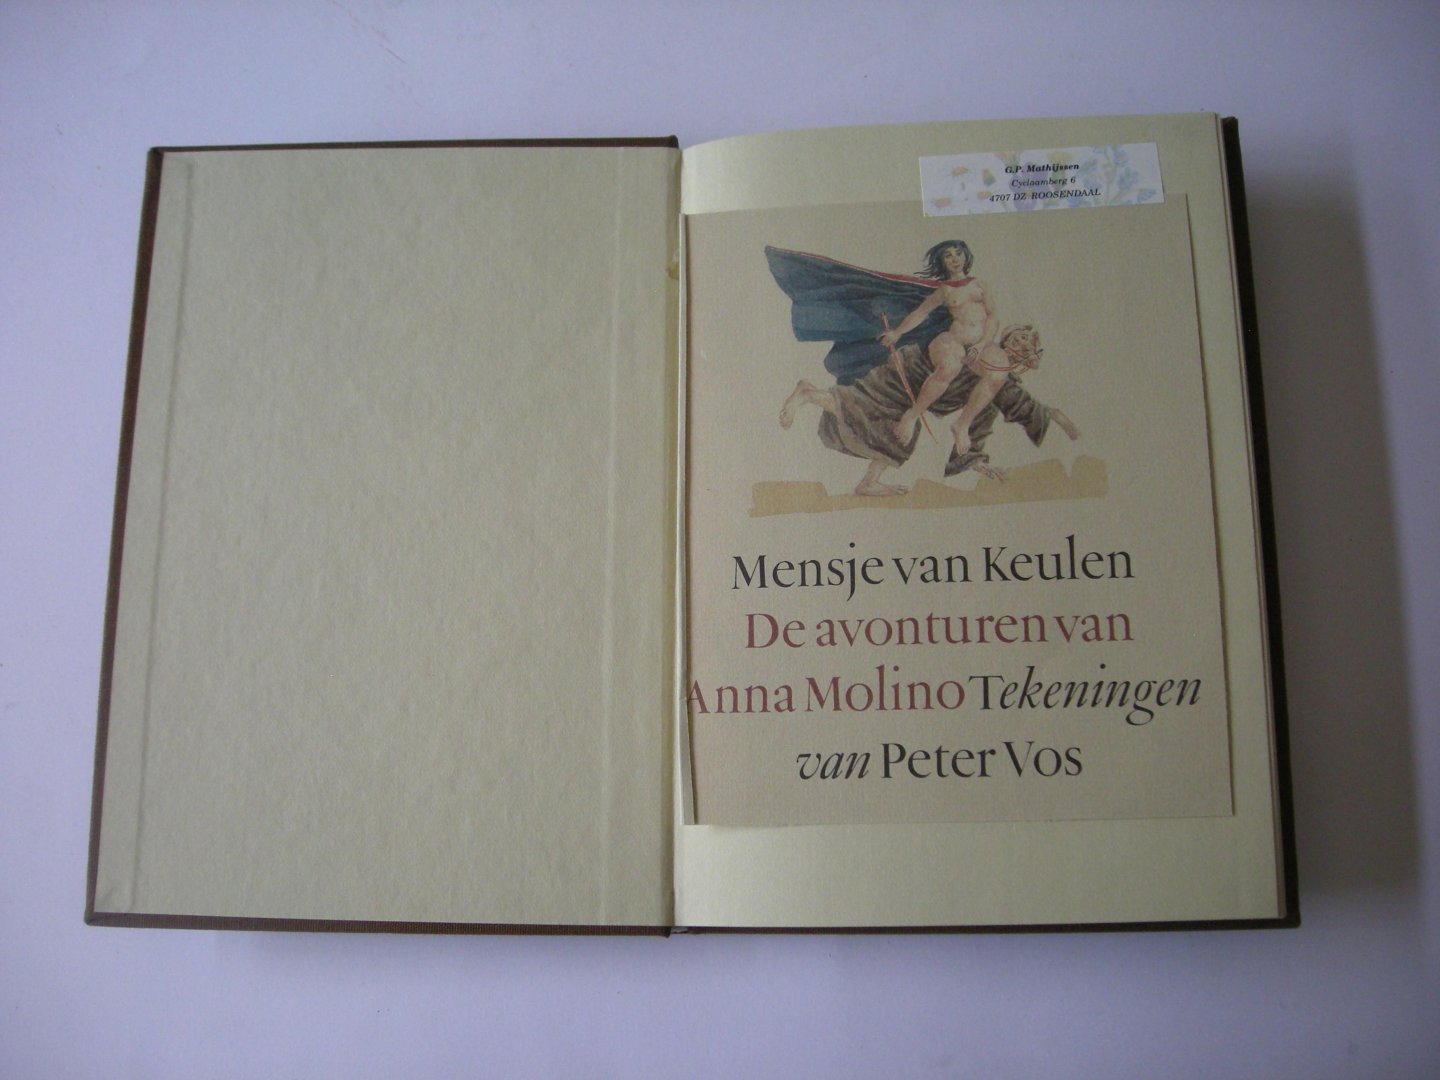 G.P. Mathijssen
Cyclaamberg 6
4707 DZ ROOSENDAAL
Mensje van Keulen
De avonturen van
Anna Molino Tekeningen
van Peter Vos